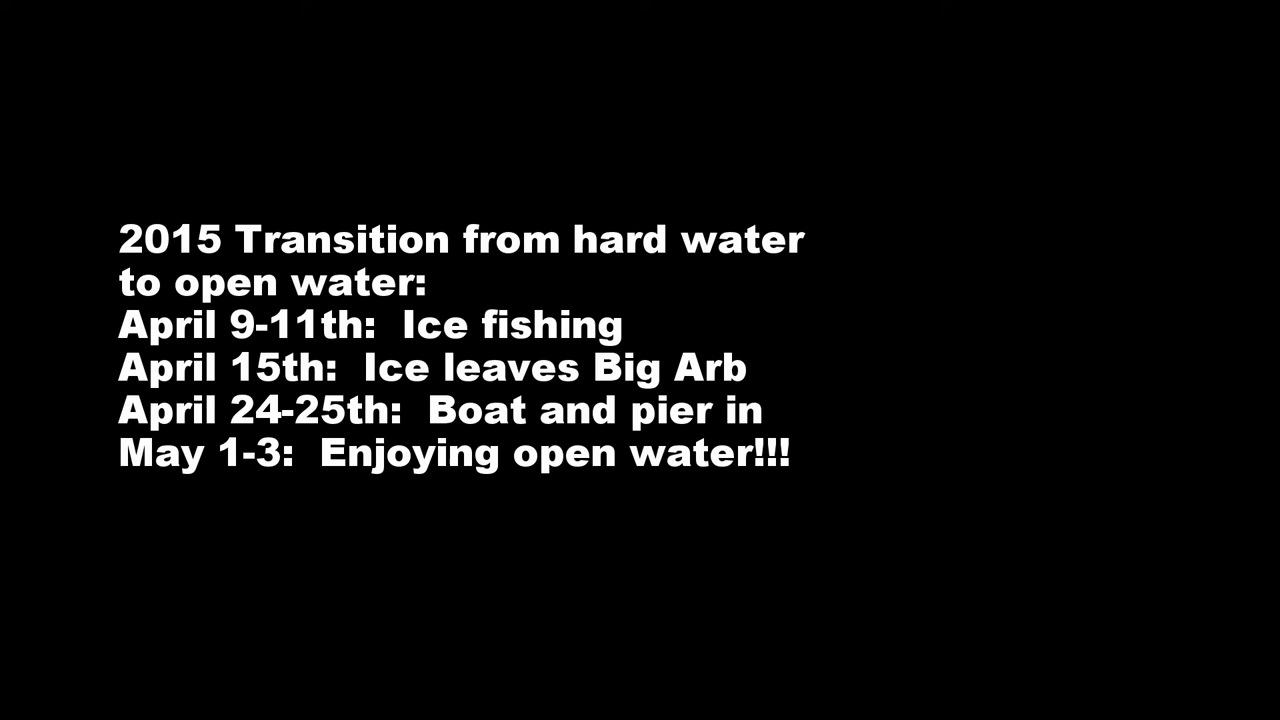 2015 Transition from hard water
to open water:
April 9-11th:  Ice fishing
April 15th:  Ice leaves Big Arb
April 24-25th:  Boat and pier in
May 1-3:  Enjoying open water!!!